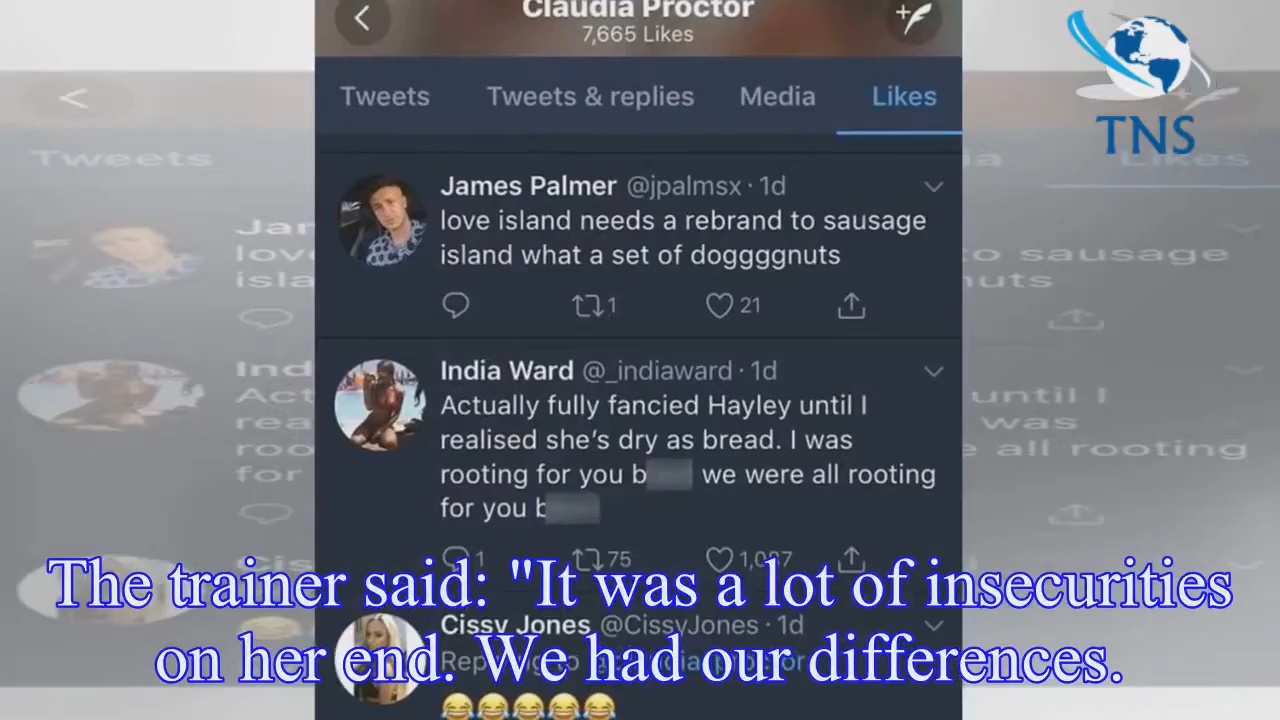 Claudia Proctor
7,665 Likes
TNS
Tweets Tweets & replies Media Likes
James Palmer @jpalmsx · 1d
love island needs a rebrand to sausage
island what a set of doggggnuts
1 21
India Ward @_indiaward · 1d
Actually fully fancied Hayley until I
realised she's dry as bread. I was
rooting for you b we were all rooting
for you b
1 75
The trainer said: "It was a lot of insecurities
Cissy Jones @CissyJones · 1d
on her end. We had our differences.
😂😂😂😂😂